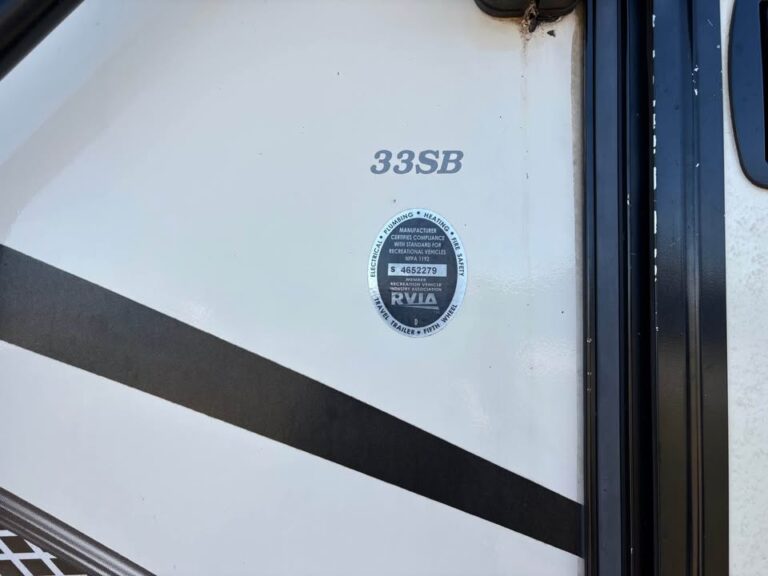 33SB
ELECTRICAL • PLUMBING • HEATING • FIRE SAFETY
MANUFACTURER
CERTIFIES COMPLIANCE
WITH STANDARD FOR
RECREATIONAL VEHICLES
NFPA 1192
S 4652279
MEMBER
RECREATION VEHICLE
INDUSTRY ASSOCIATION
RVIA
D
TRAVEL TRAILER • FIFTH WHEEL